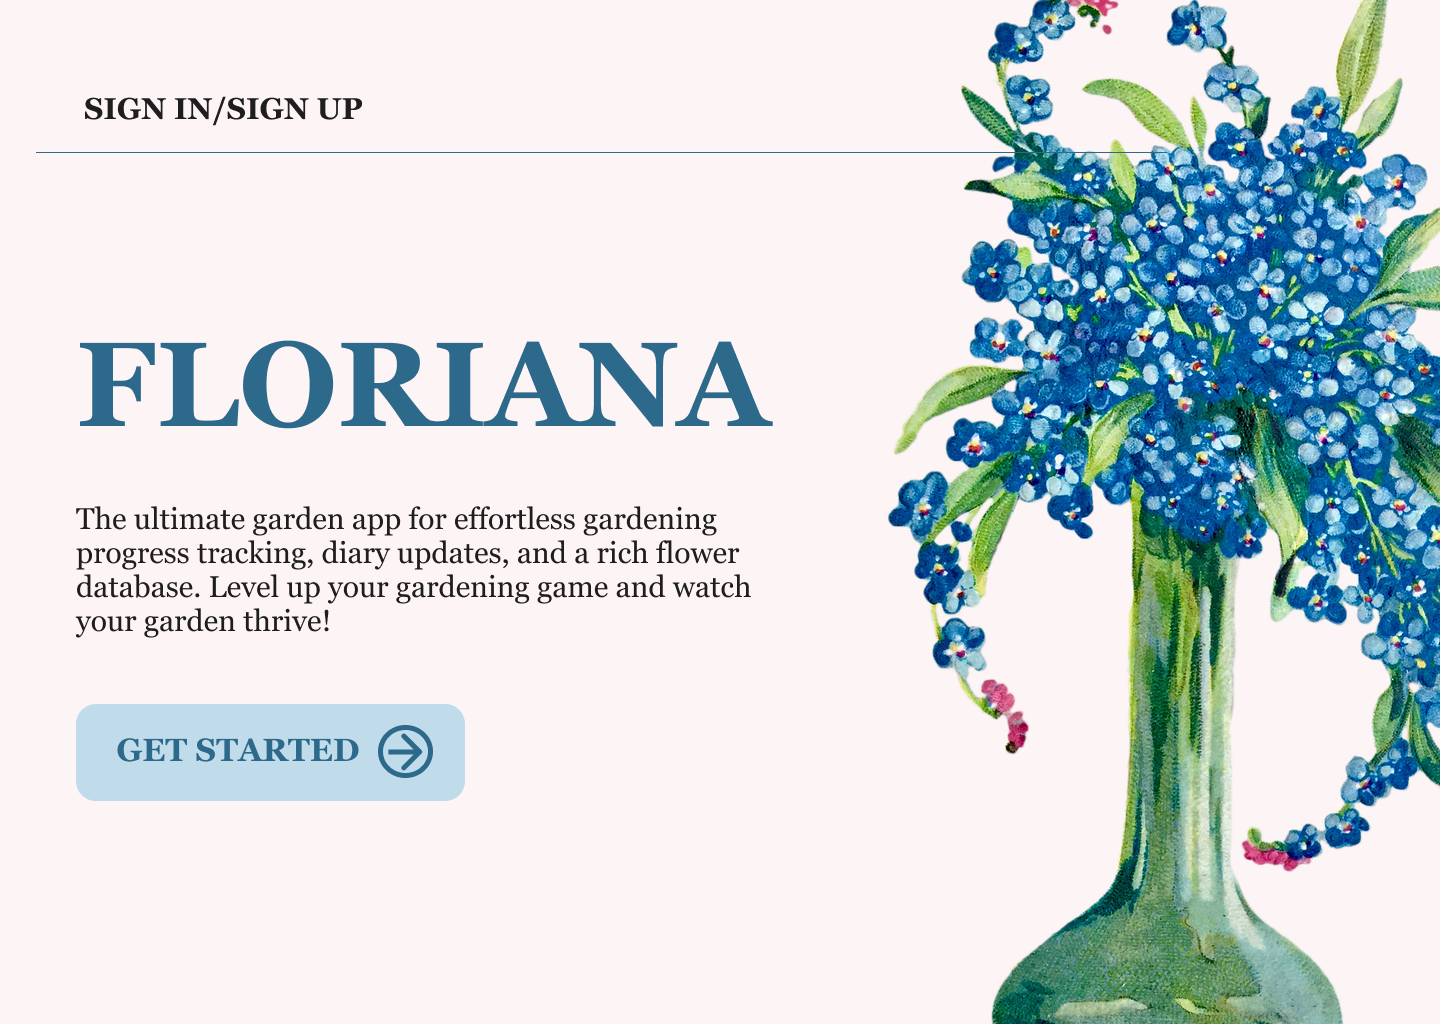 SIGN IN/SIGN UP
FLORIANA
The ultimate garden app for effortless gardening
progress tracking, diary updates, and a rich flower
database. Level up your gardening game and watch
your garden thrive!
GET STARTED